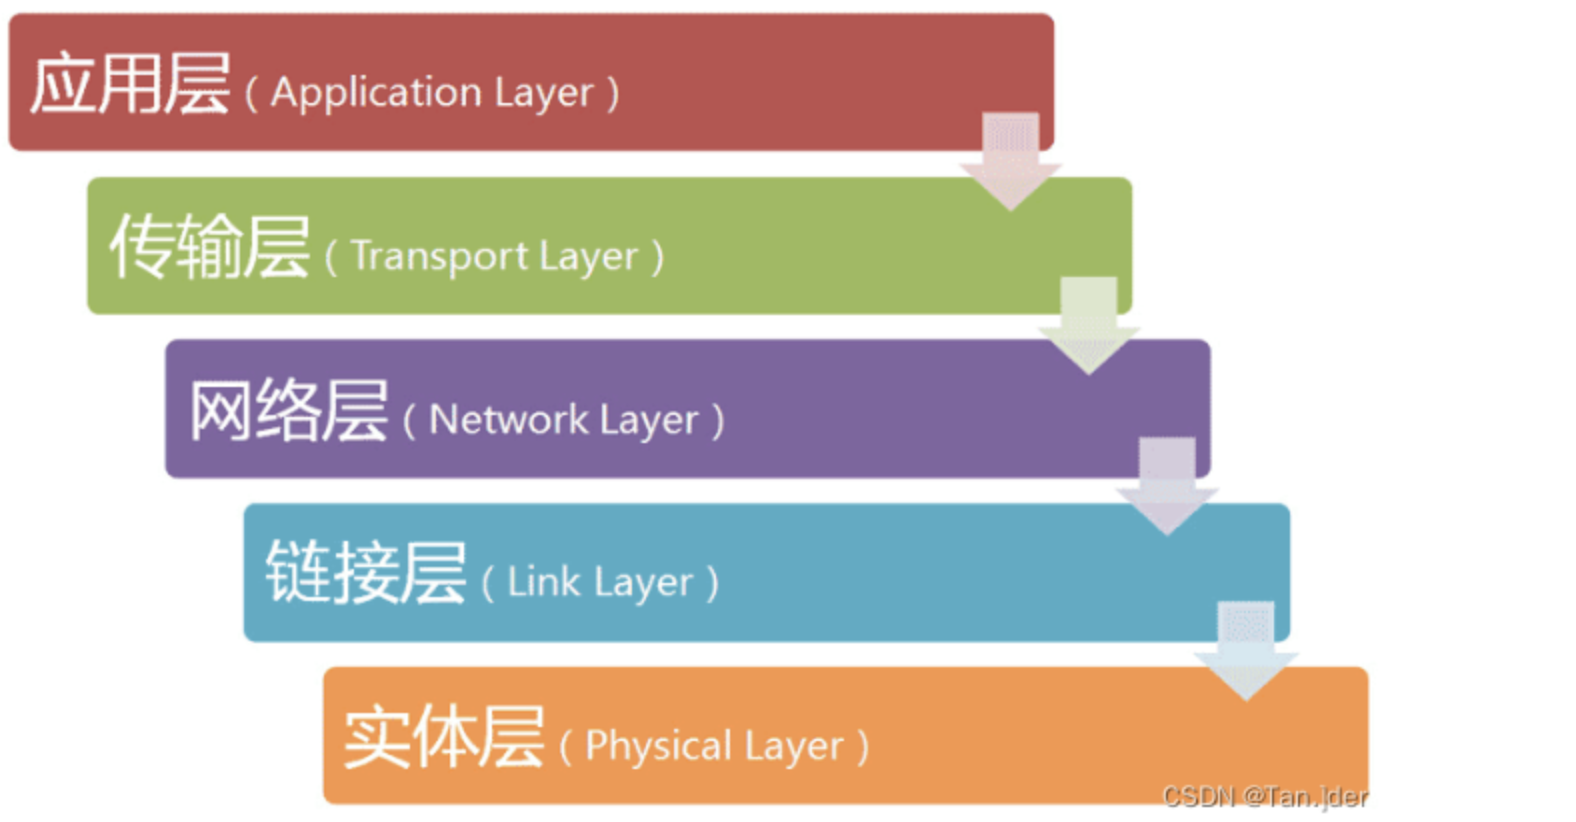 应用层（Application Layer）
传输层（Transport Layer）
网络层（Network Layer）
链接层（Link Layer）
实体层（Physical Layer）
CSDN @Tan.jder